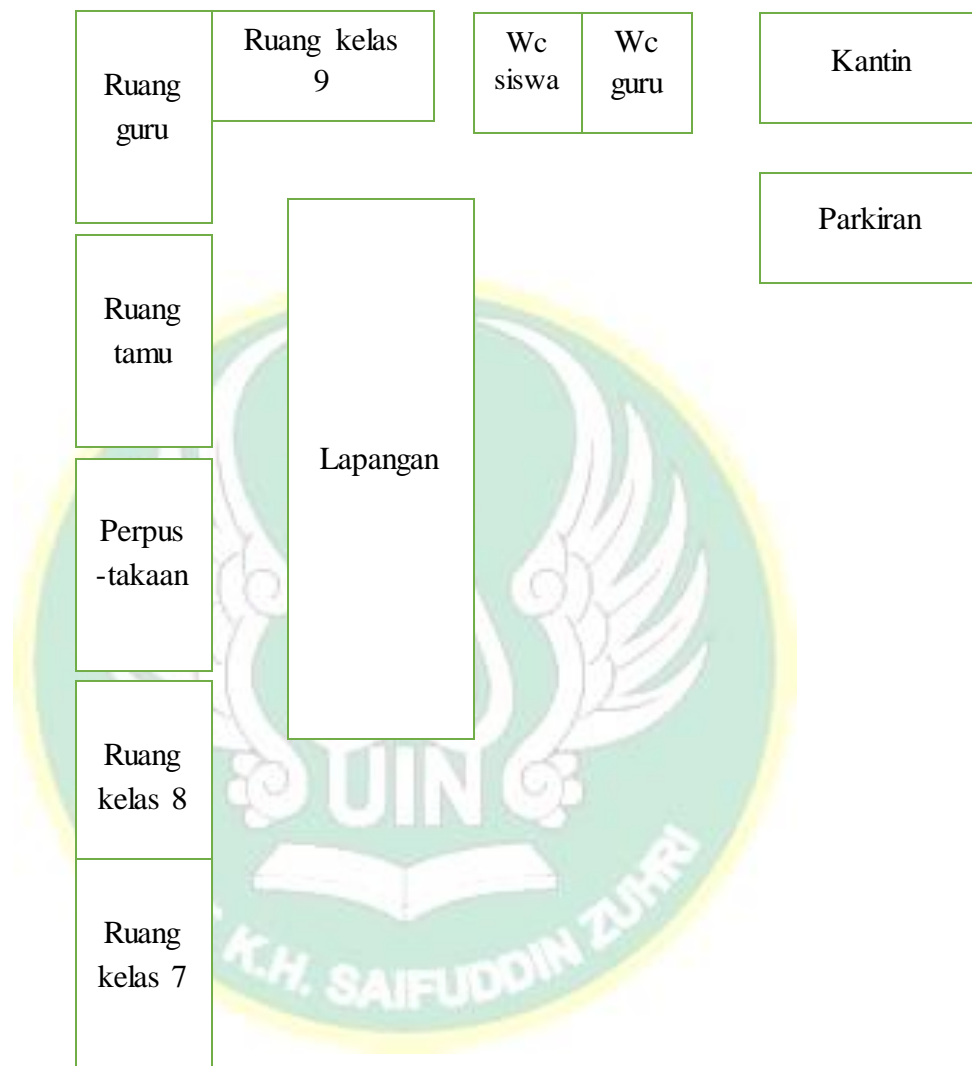 Ruang
guru
Ruang kelas
9
Wc
siswa
Wc
guru
Kantin
Parkiran
Ruang
tamu
Lapangan
Perpus
-takaan
Ruang
kelas 8
Ruang
kelas 7
UIN
K.H. SAIFUDDIN ZUHRI